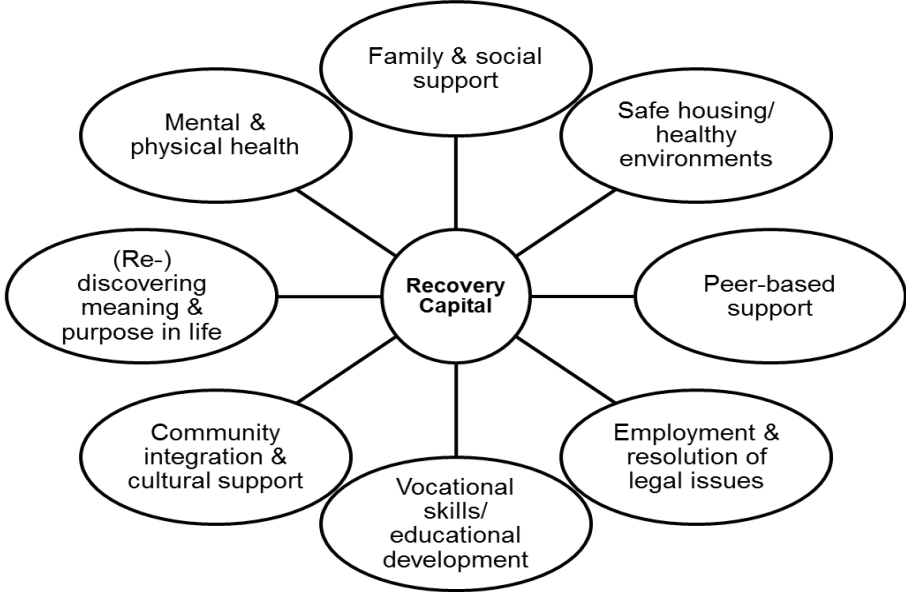 Family & social
support
Safe housing/
healthy
environments
Peer-based
support
Employment &
resolution of
legal issues
Vocational
skills/
educational
development
Community
integration &
cultural support
(Re-)
discovering
meaning &
purpose in life
Mental &
physical health
Recovery
Capital